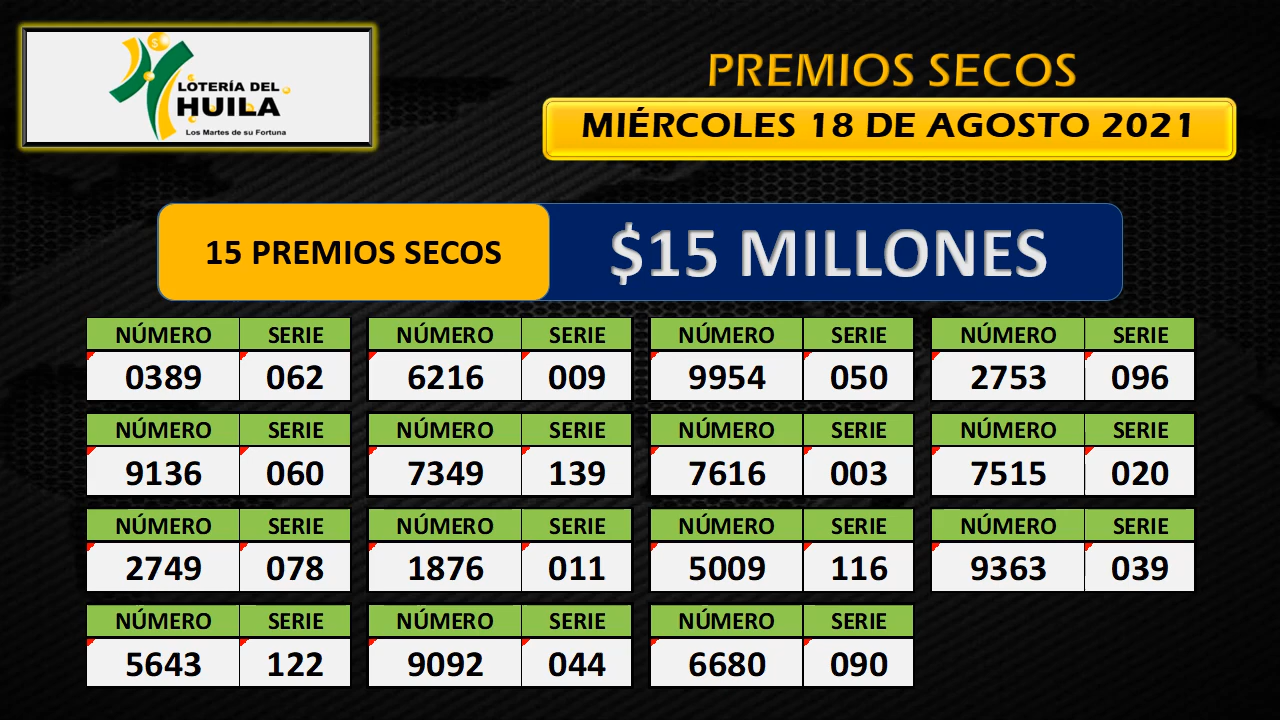 LOTERÍA DEL
HUILA
Los Martes de su Fortuna
PREMIOS SECOS
MIÉRCOLES 18 DE AGOSTO 2021
15 PREMIOS SECOS $15 MILLONES
NÚMERO SERIE NÚMERO SERIE NÚMERO SERIE NÚMERO SERIE
0389 062 6216 009 9954 050 2753 096
NÚMERO SERIE NÚMERO SERIE NÚMERO SERIE NÚMERO SERIE
9136 060 7349 139 7616 003 7515 020
NÚMERO SERIE NÚMERO SERIE NÚMERO SERIE NÚMERO SERIE
2749 078 1876 011 5009 116 9363 039
NÚMERO SERIE NÚMERO SERIE NÚMERO SERIE
5643 122 9092 044 6680 090